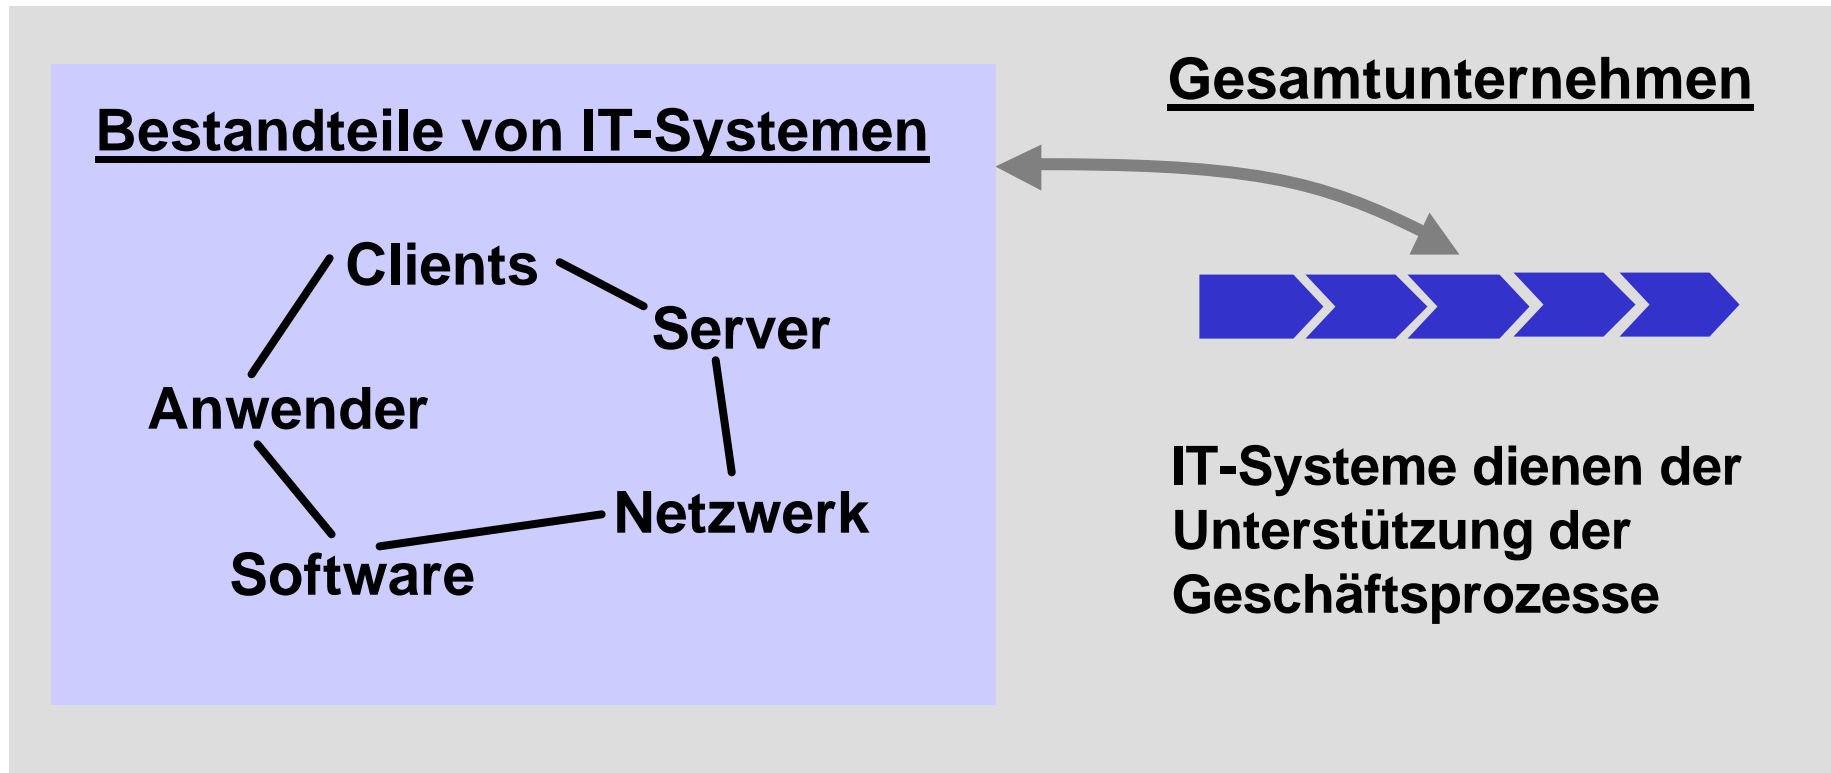 Bestandteile von IT-Systemen
Clients
Server
Anwender
Netzwerk
Software
Gesamtunternehmen
IT-Systeme dienen der
Unterstützung der
Geschäftsprozesse